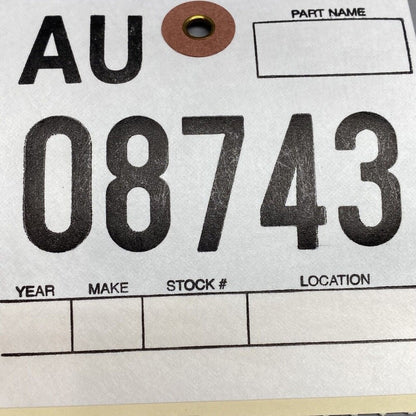 AU
PART NAME
08743
YEAR MAKE STOCK # LOCATION